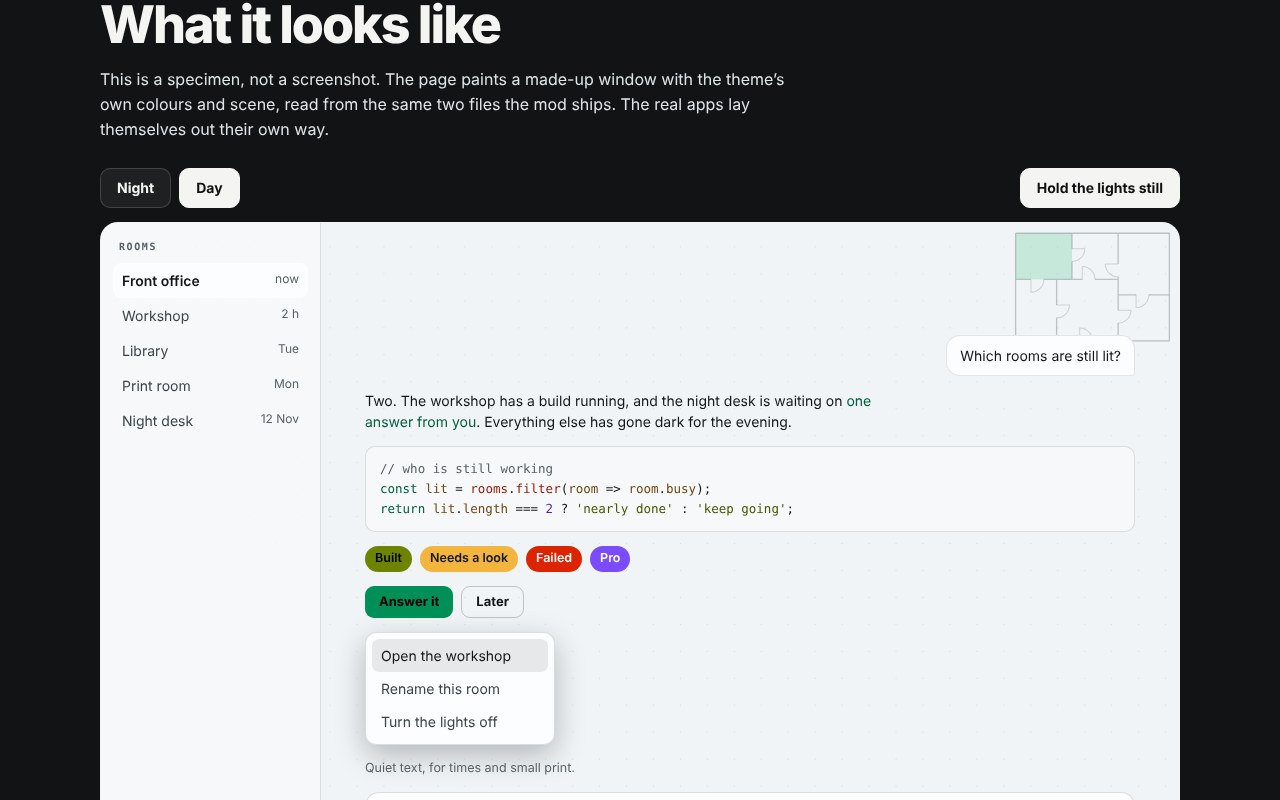 What it looks like
This is a specimen, not a screenshot. The page paints a made-up window with the theme’s
own colours and scene, read from the same two files the mod ships. The real apps lay
themselves out their own way.
Night
Day
Hold the lights still
ROOMS
Front office now
Workshop 2 h
Library Tue
Print room Mon
Night desk 12 Nov
Which rooms are still lit?
Two. The workshop has a build running, and the night desk is waiting on one
answer from you. Everything else has gone dark for the evening.
// who is still working
const lit = rooms.filter(room => room.busy);
return lit.length === 2 ? 'nearly done' : 'keep going';
Built
Needs a look
Failed
Pro
Answer it
Later
Open the workshop
Rename this room
Turn the lights off
Quiet text, for times and small print.